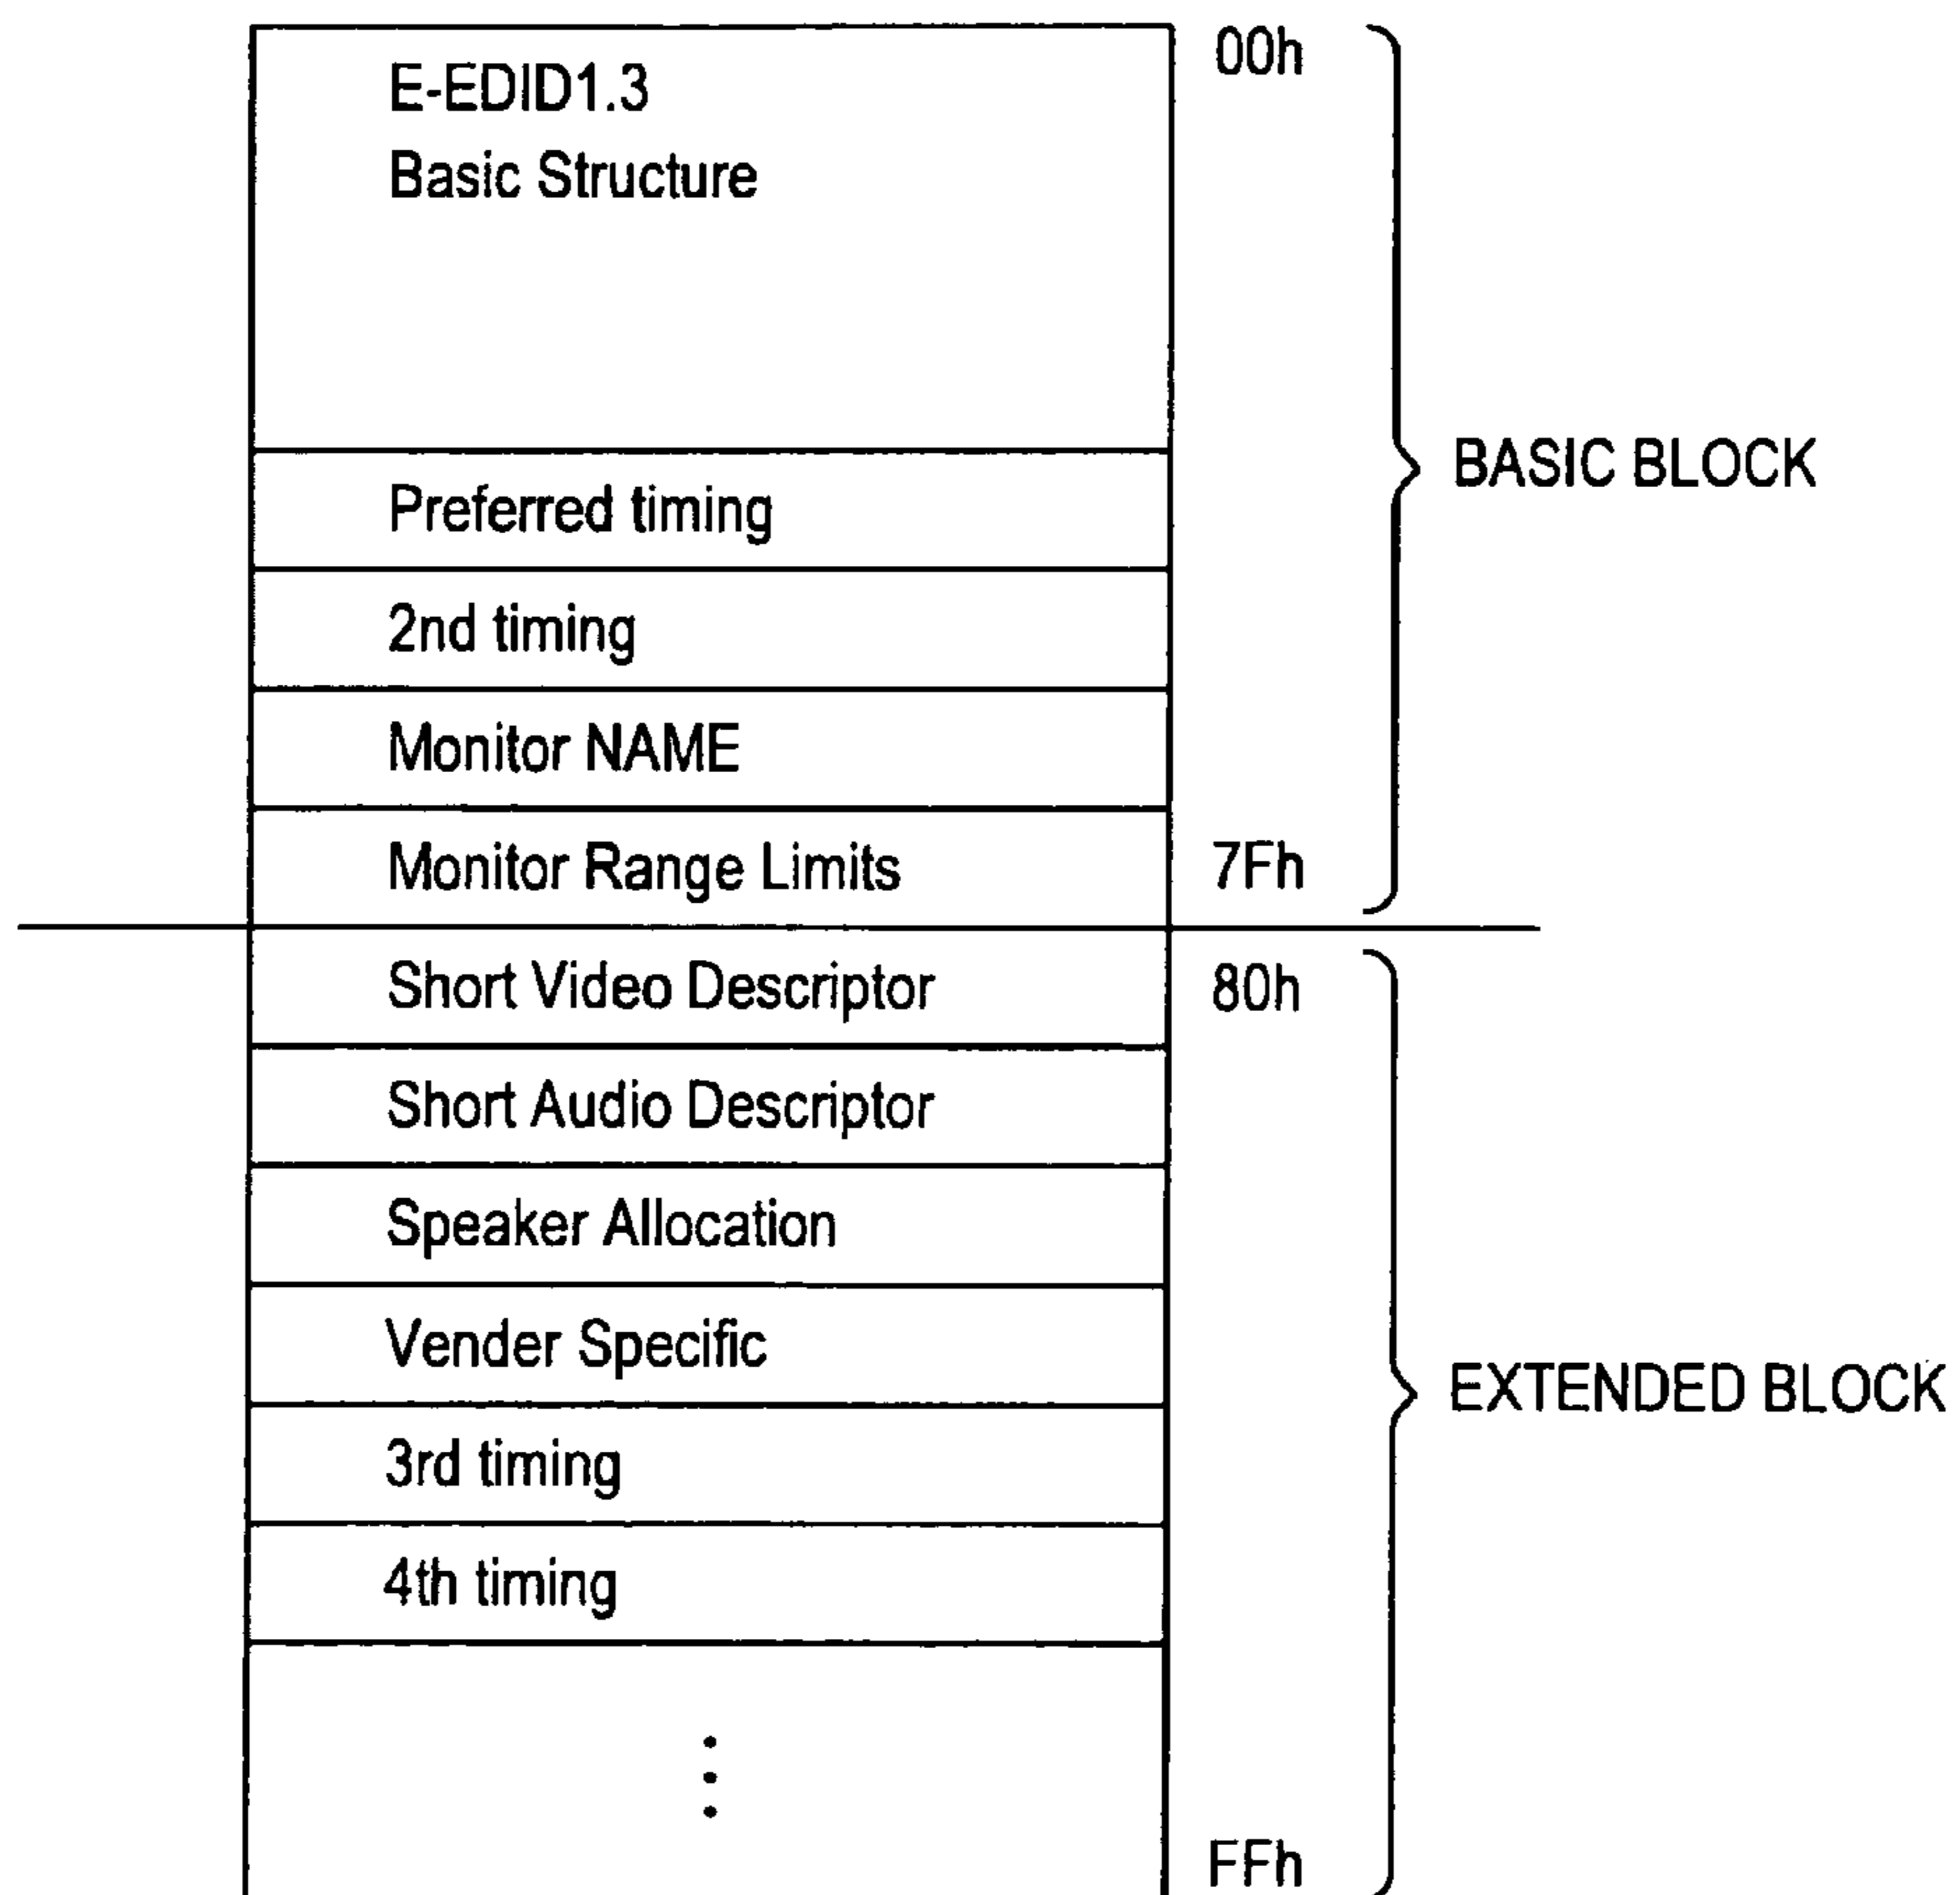 E-EDID1.3
00h
Basic Structure
BASIC BLOCK
Preferred timing
2nd timing
Monitor NAME
Monitor Range Limits
7Fh
Short Video Descriptor
80h
Short Audio Descriptor
Speaker Allocation
Vender Specific
EXTENDED BLOCK
3rd timing
4th timing
FFh